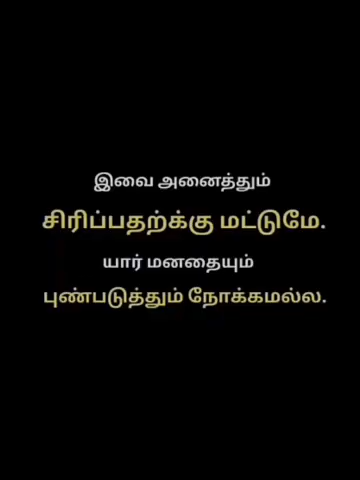 இவை அனைத்தும்
சிரிப்பதற்க்கு மட்டுமே.
யார் மனதையும்
புண்படுத்தும் நோக்கமல்ல.